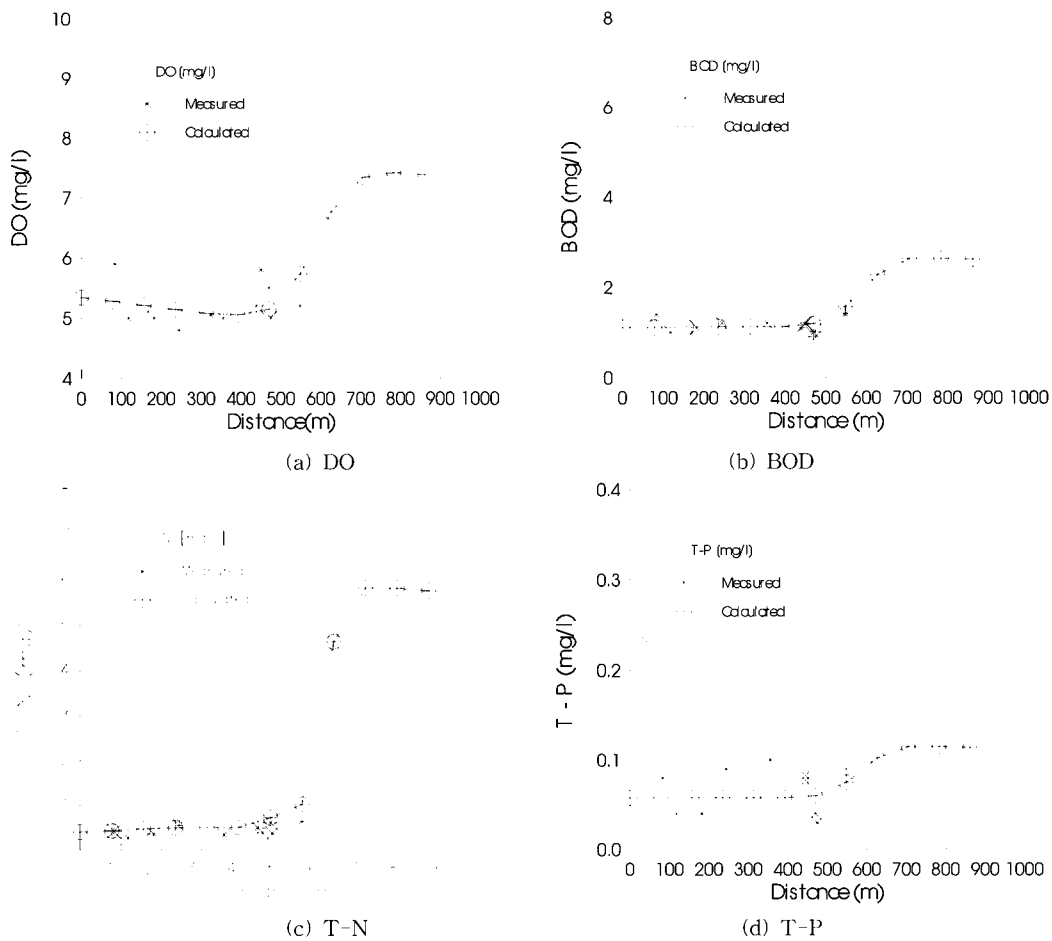 10
9
8
7
6
5
4
DO (mg/l)
DO (mg/l)
Measured
Calculated
0 100 200 300 400 500 600 700 800 900 1000
Distance(m)
(a) DO
8
6
4
2
0
BOD (mg/l)
BOD (mg/l)
Measured
Calculated
0 100 200 300 400 500 600 700 800 900 1000
Distance (m)
(b) BOD
4
(c) T-N
0.4
0.3
0.2
0.1
0.0
T - P (mg/l)
T-P (mg/l)
Measured
Calculated
0 100 200 300 400 500 600 700 800 900 1000
Distance (m)
(d) T-P